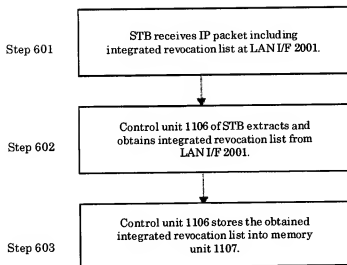 Step 601
STB receives IP packet including
integrated revocation list at LAN I/F 2001.
Step 602
Control unit 1106 of STB extracts and
obtains integrated revocation list from
LAN I/F 2001.
Step 603
Control unit 1106 stores the obtained
integrated revocation list into memory
unit 1107.